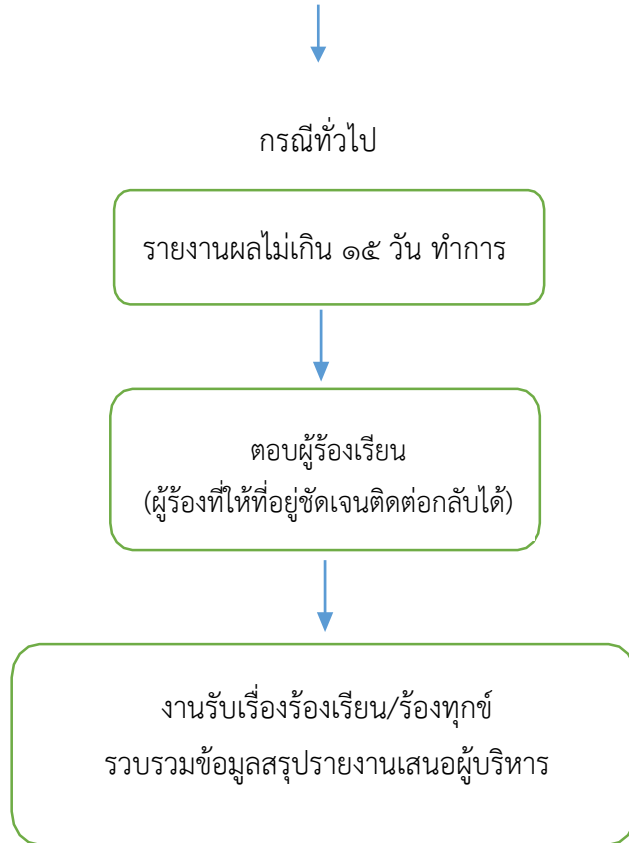 กรณีทั่วไป
รายงานผลไม่เกิน ๑๕ วัน ทำการ
ตอบผู้ร้องเรียน
(ผู้ร้องที่ให้ที่อยู่ชัดเจนติดต่อกลับได้)
งานรับเรื่องร้องเรียน/ร้องทุกข์
รวบรวมข้อมูลสรุปรายงานเสนอผู้บริหาร